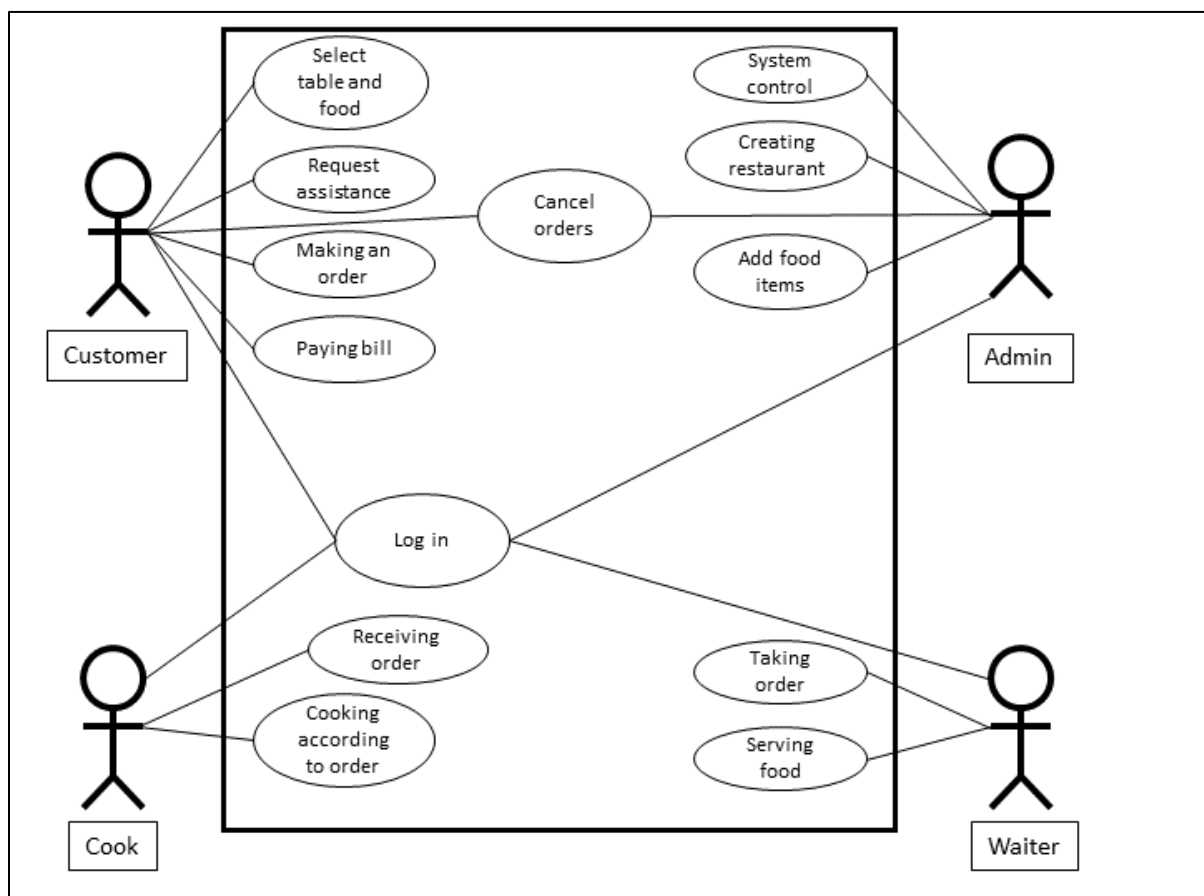 Select
table and
food
System
control
Request
assistance
Creating
restaurant
Cancel
orders
Making an
order
Add food
items
Paying bill
Customer
Admin
Log in
Receiving
order
Taking
order
Cooking
according
to order
Serving
food
Cook
Waiter